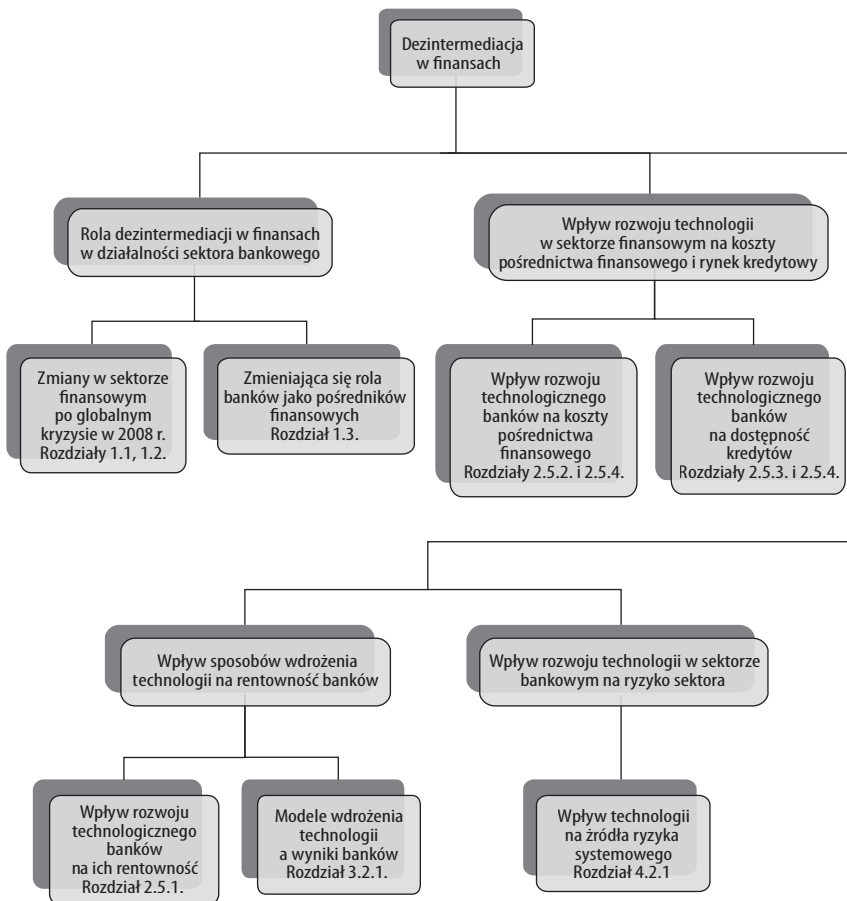 Dezintermediacja
w finansach
Rola dezintermediacji w finansach
w działalności sektora bankowego
Wpływ rozwoju technologii
w sektorze finansowym na koszty
pośrednictwa finansowego i rynek kredytowy
Zmiany w sektorze
finansowym
po globalnym
kryzysie w 2008 r.
Rozdziały 1.1, 1.2.
Zmieniająca się rola
banków jako pośredników
finansowych
Rozdział 1.3.
Wpływ rozwoju
technologicznego
banków na koszty
pośrednictwa
finansowego
Rozdziały 2.5.2. i 2.5.4.
Wpływ rozwoju
technologicznego
banków
na dostępność
kredytów
Rozdziały 2.5.3. i 2.5.4.
Wpływ sposobów wdrożenia
technologii na rentowność banków
Wpływ rozwoju technologii w sektorze
bankowym na ryzyko sektora
Wpływ rozwoju
technologicznego
banków
na ich rentowność
Rozdział 2.5.1.
Modele wdrożenia
technologii
a wyniki banków
Rozdział 3.2.1.
Wpływ technologii
na źródła ryzyka
systemowego
Rozdział 4.2.1